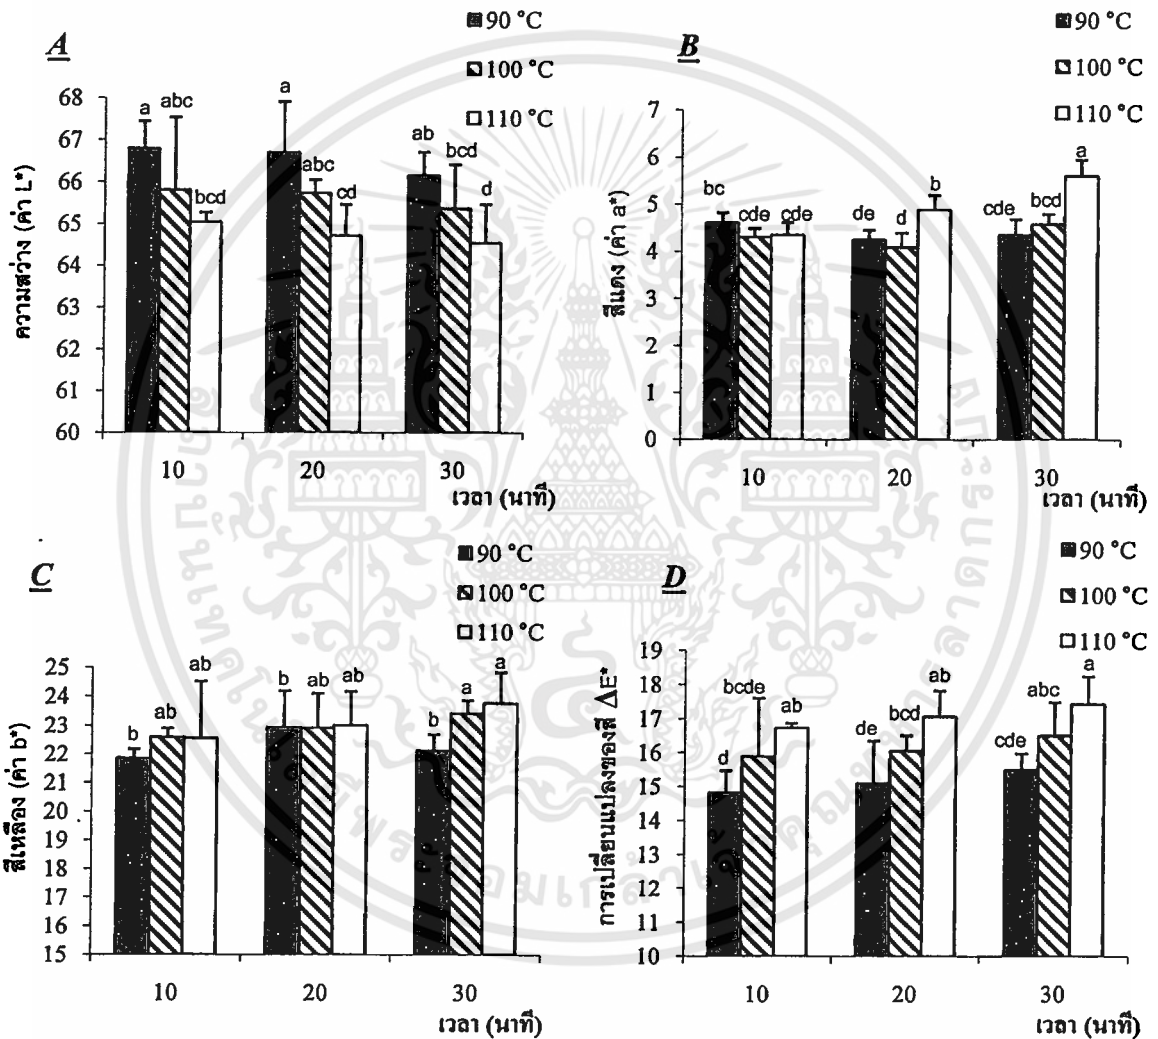 A
90 °C
100 °C
110 °C
ความสว่าง (ค่า L*)
68
67
66
65
64
63
62
61
60
a
abc
bcd
a
abc
cd
ab
bcd
d
10
20
30
เวลา (นาที)
B
90 °C
100 °C
110 °C
สีแดง (ค่า a*)
7
6
5
4
3
2
1
0
bc
cde
cde
de
d
b
cde
bcd
a
10
20
30
เวลา (นาที)
C
90 °C
100 °C
110 °C
สีเหลือง (ค่า b*)
25
24
23
22
21
20
19
18
17
16
15
b
ab
ab
b
ab
ab
b
a
a
10
20
30
เวลา (นาที)
D
90 °C
100 °C
110 °C
การเปลี่ยนแปลงของสี ΔE*
19
18
17
16
15
14
13
12
11
10
d
bcde
ab
de
bcd
a
cde
abc
a
10
20
30
เวลา (นาที)